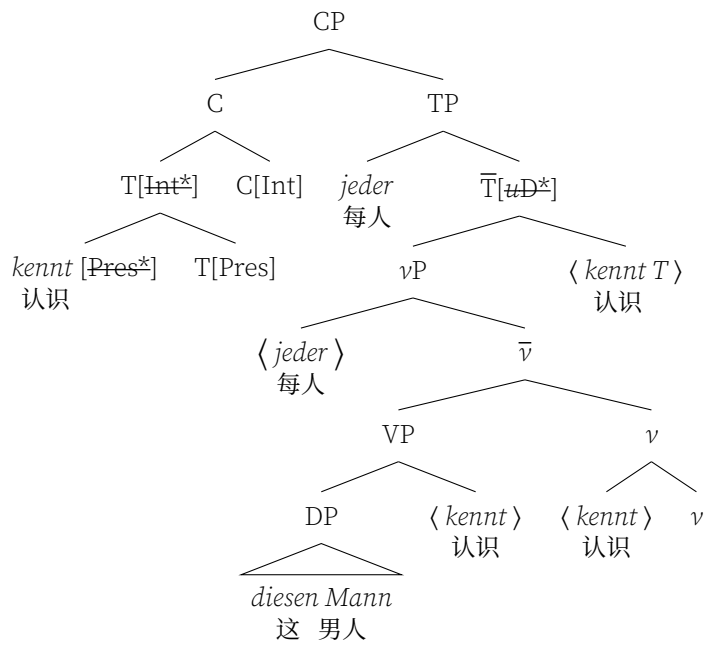 CP
C TP
T[Int*] C[Int] jeder T̅[uD*]
每人
kennt [Pres*] T[Pres] vP ⟨ kennt T ⟩
认识 认识
⟨ jeder ⟩ v̅
每人
VP v
DP ⟨ kennt ⟩ ⟨ kennt ⟩ v
认识 认识
diesen Mann
这 男人